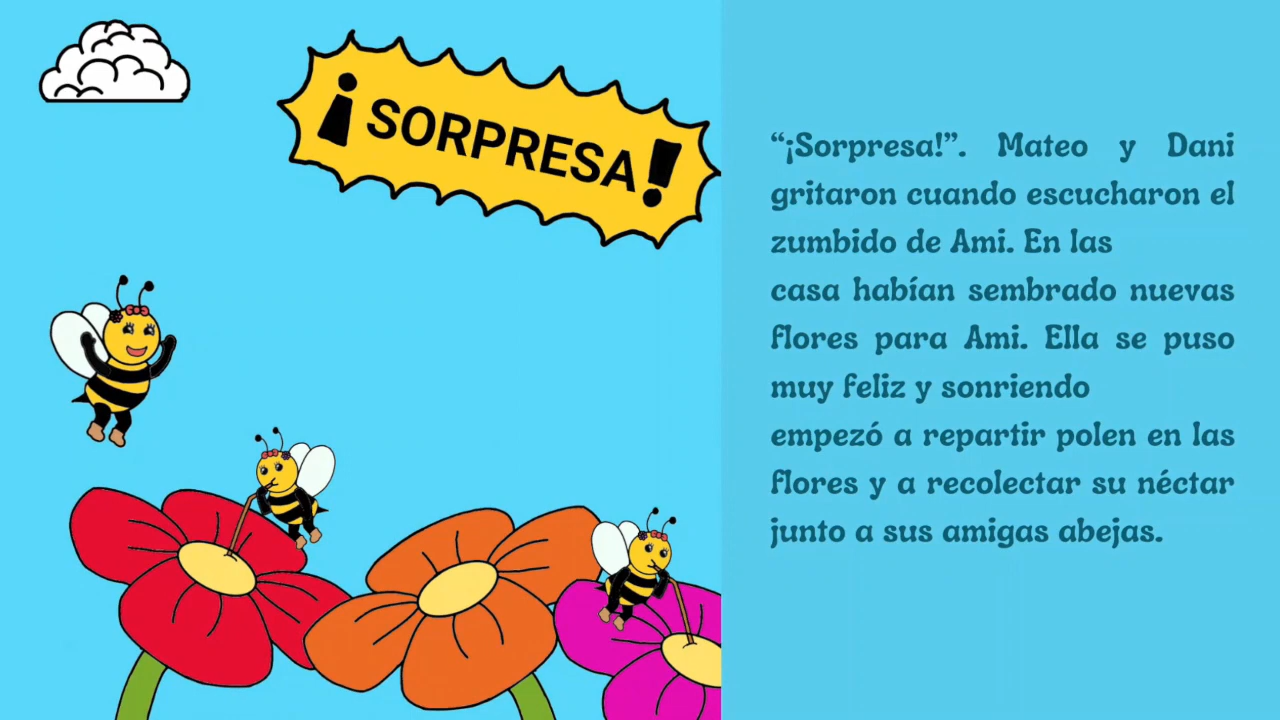 ¡SORPRESA!
“¡Sorpresa!”. Mateo y Dani
gritaron cuando escucharon el
zumbido de Ami. En las
casa habían sembrado nuevas
flores para Ami. Ella se puso
muy feliz y sonriendo
empezó a repartir polen en las
flores y a recolectar su néctar
junto a sus amigas abejas.